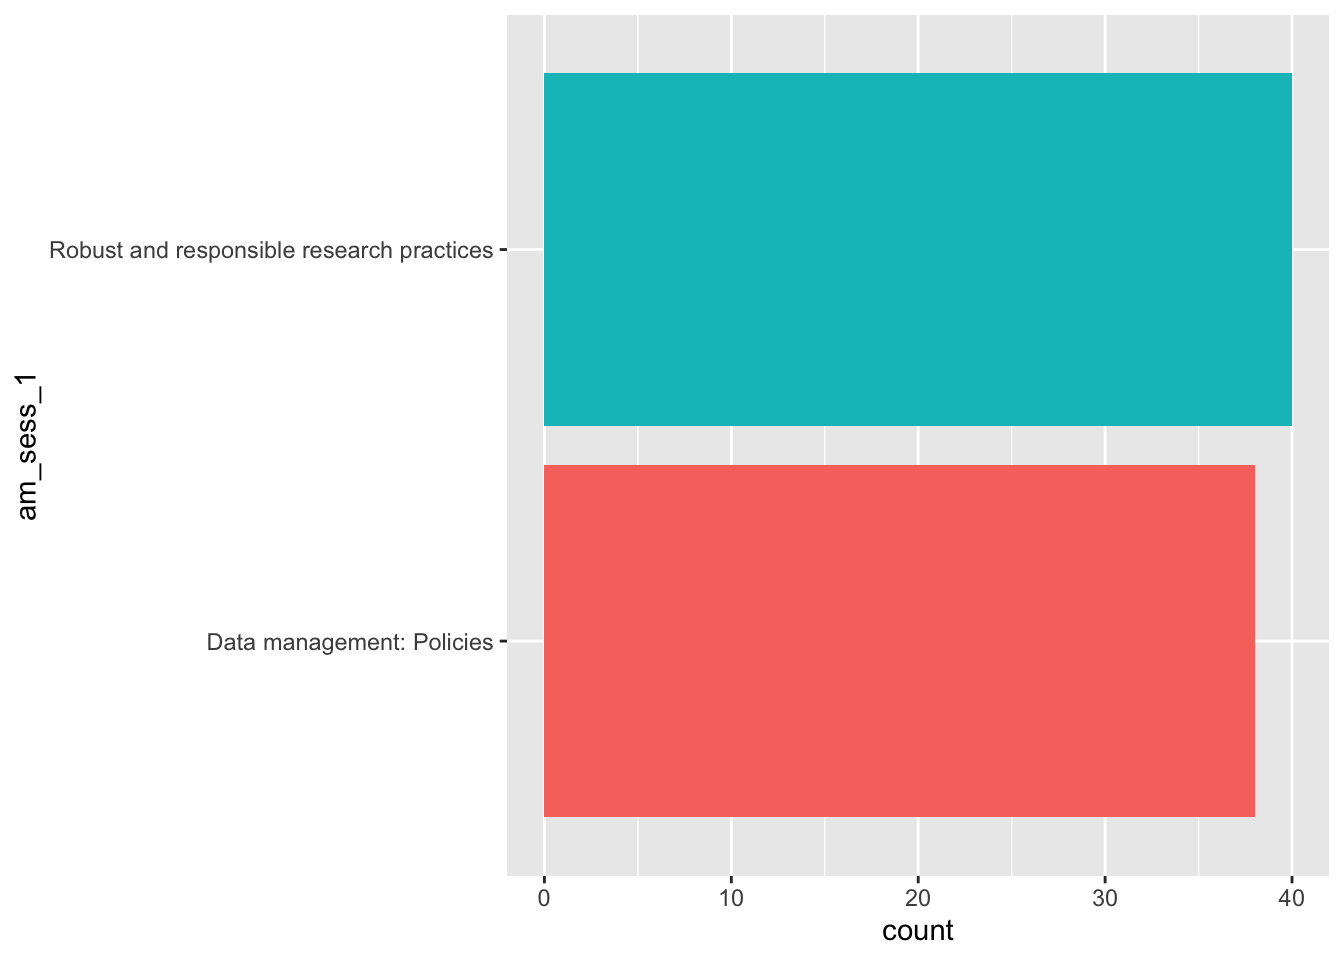 am_sess_1
Robust and responsible research practices
Data management: Policies
0 10 20 30 40
count